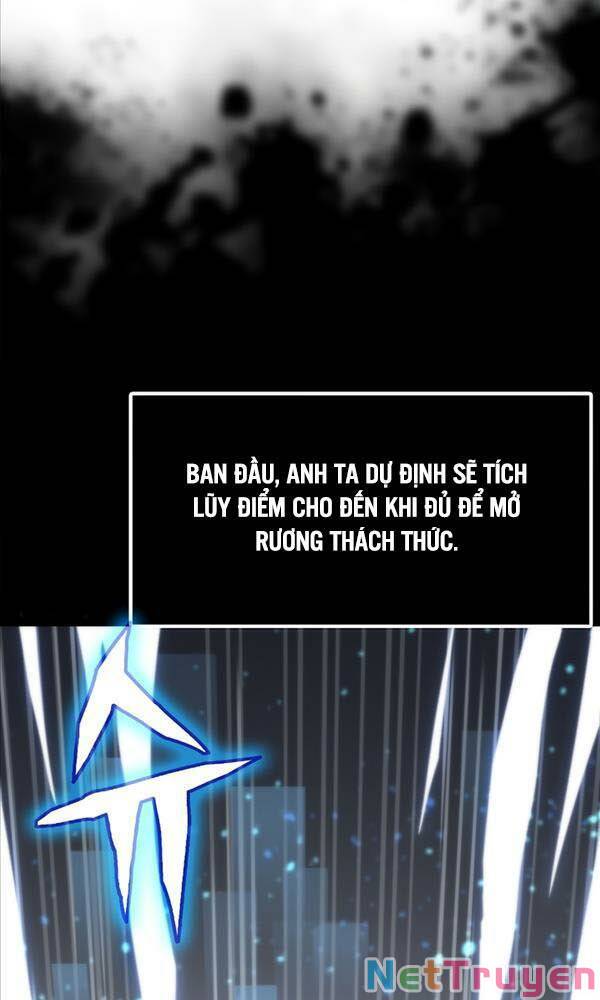 BAN ĐẦU, ANH TA DỰ ĐỊNH SẼ TÍCH
LŨY ĐIỂM CHO ĐẾN KHI ĐỦ ĐỂ MỞ
RƯƠNG THÁCH THỨC.
슈
NetTruyen